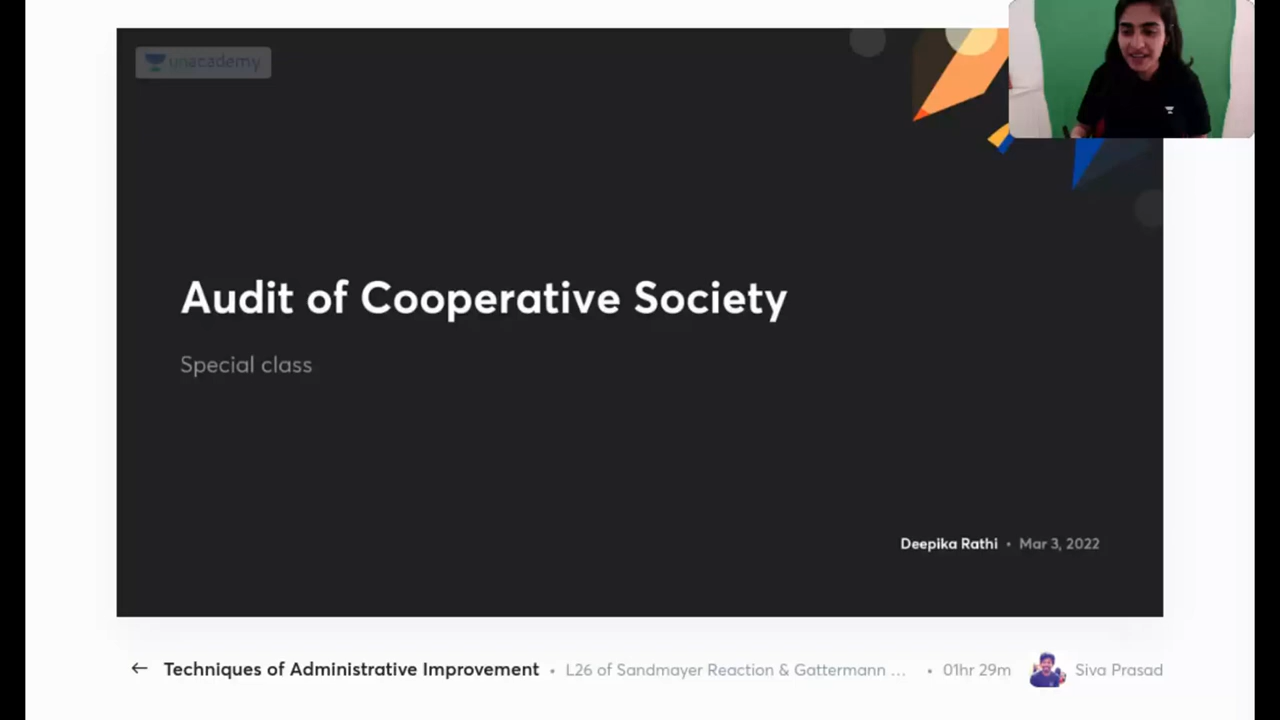 unacademy
Audit of Cooperative Society
Special class
Deepika Rathi • Mar 3, 2022
← Techniques of Administrative Improvement • L26 of Sandmayer Reaction & Gattermann ... • 01hr 29m Siva Prasad